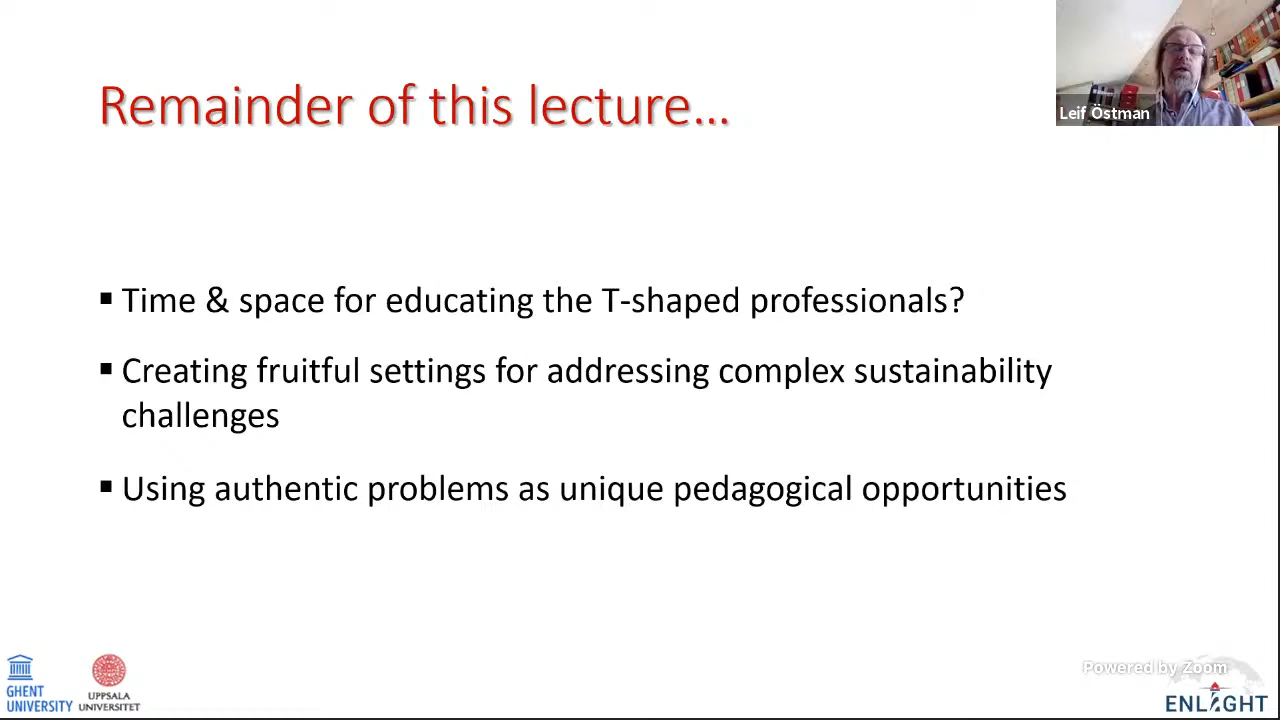 Remainder of this lecture...
Leif Östman
▪ Time & space for educating the T-shaped professionals?
▪ Creating fruitful settings for addressing complex sustainability
challenges
▪ Using authentic problems as unique pedagogical opportunities
GHENT
UNIVERSITY
UPPSALA
UNIVERSITET
Powered by Zoom
ENLIGHT